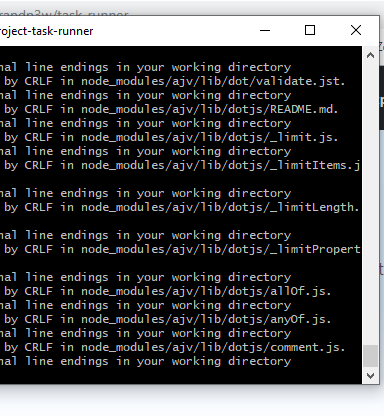 randp3w/task-runner
roject-task-runner
nal line endings in your working directory
by CRLF in node_modules/ajv/lib/dot/validate.jst.
nal line endings in your working directory
by CRLF in node_modules/ajv/lib/dotjs/README.md.
nal line endings in your working directory
by CRLF in node_modules/ajv/lib/dotjs/_limit.js.
nal line endings in your working directory
by CRLF in node_modules/ajv/lib/dotjs/_limitItems.j
nal line endings in your working directory
by CRLF in node_modules/ajv/lib/dotjs/_limitLength.
nal line endings in your working directory
by CRLF in node_modules/ajv/lib/dotjs/_limitPropert
nal line endings in your working directory
by CRLF in node_modules/ajv/lib/dotjs/allOf.js.
nal line endings in your working directory
by CRLF in node_modules/ajv/lib/dotjs/anyOf.js.
nal line endings in your working directory
by CRLF in node_modules/ajv/lib/dotjs/comment.js.
nal line endings in your working directory